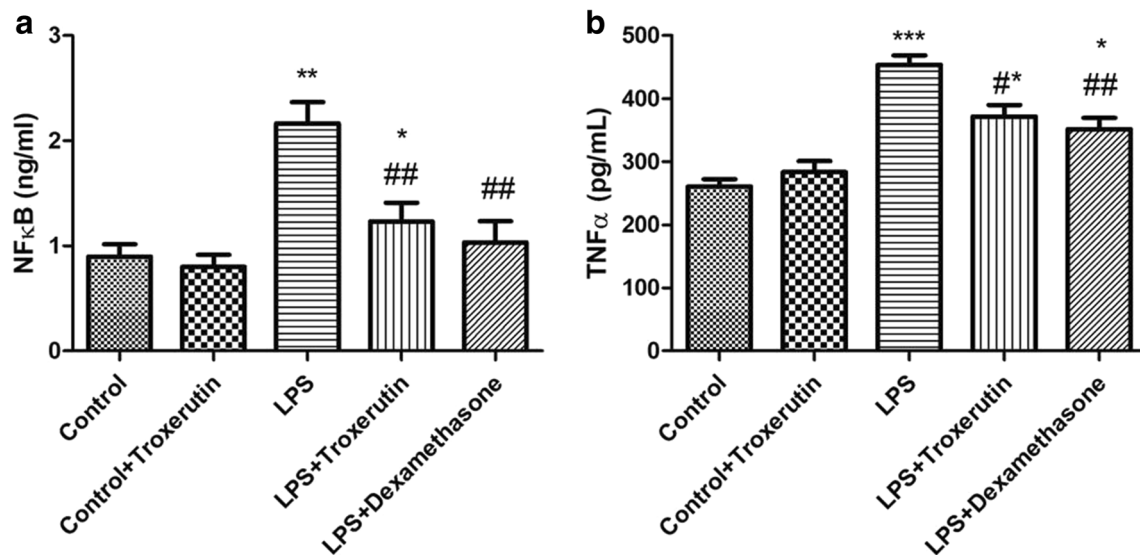 a
NFκB (ng/ml)
3
2
1
0
**
*
##
##
Control
Control+Troxerutin
LPS
LPS+Troxerutin
LPS+Dexamethasone
b
TNFα (pg/mL)
500
400
300
200
100
0
***
#*
*
##
Control
Control+Troxerutin
LPS
LPS+Troxerutin
LPS+Dexamethasone